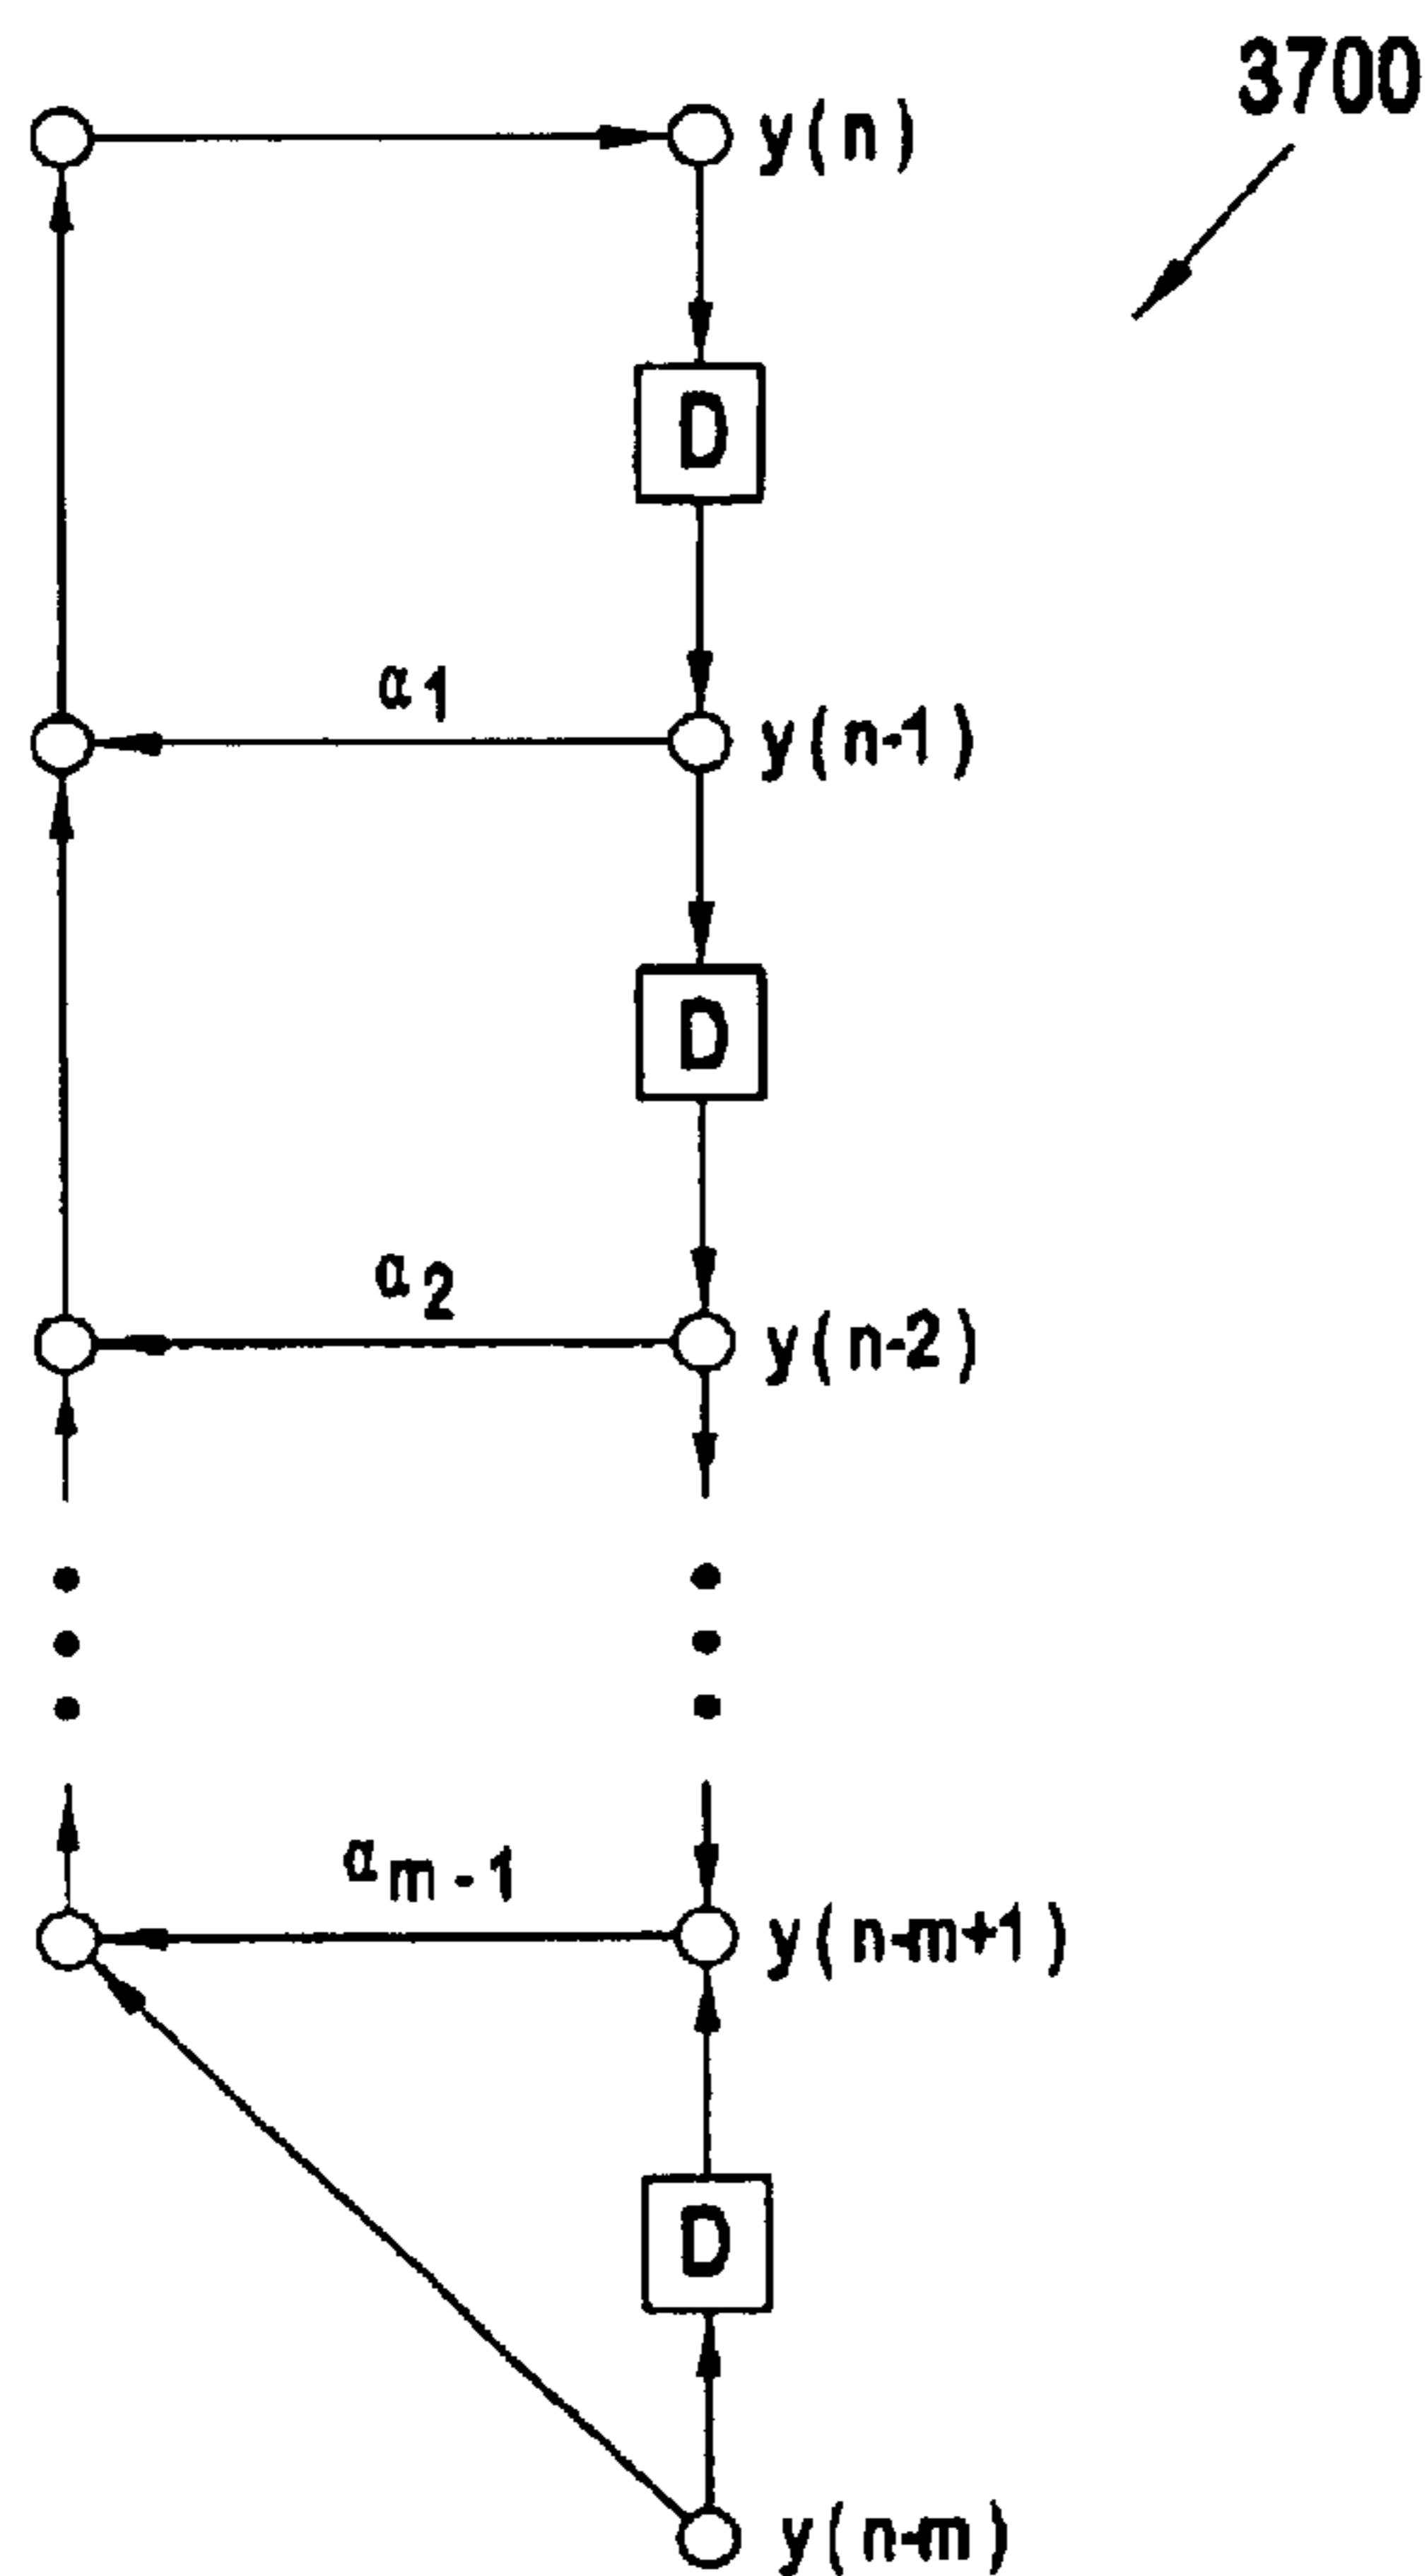 3700
y(n)
D
α1
y(n-1)
D
α2
y(n-2)
αm-1
y(n-m+1)
D
y(n-m)